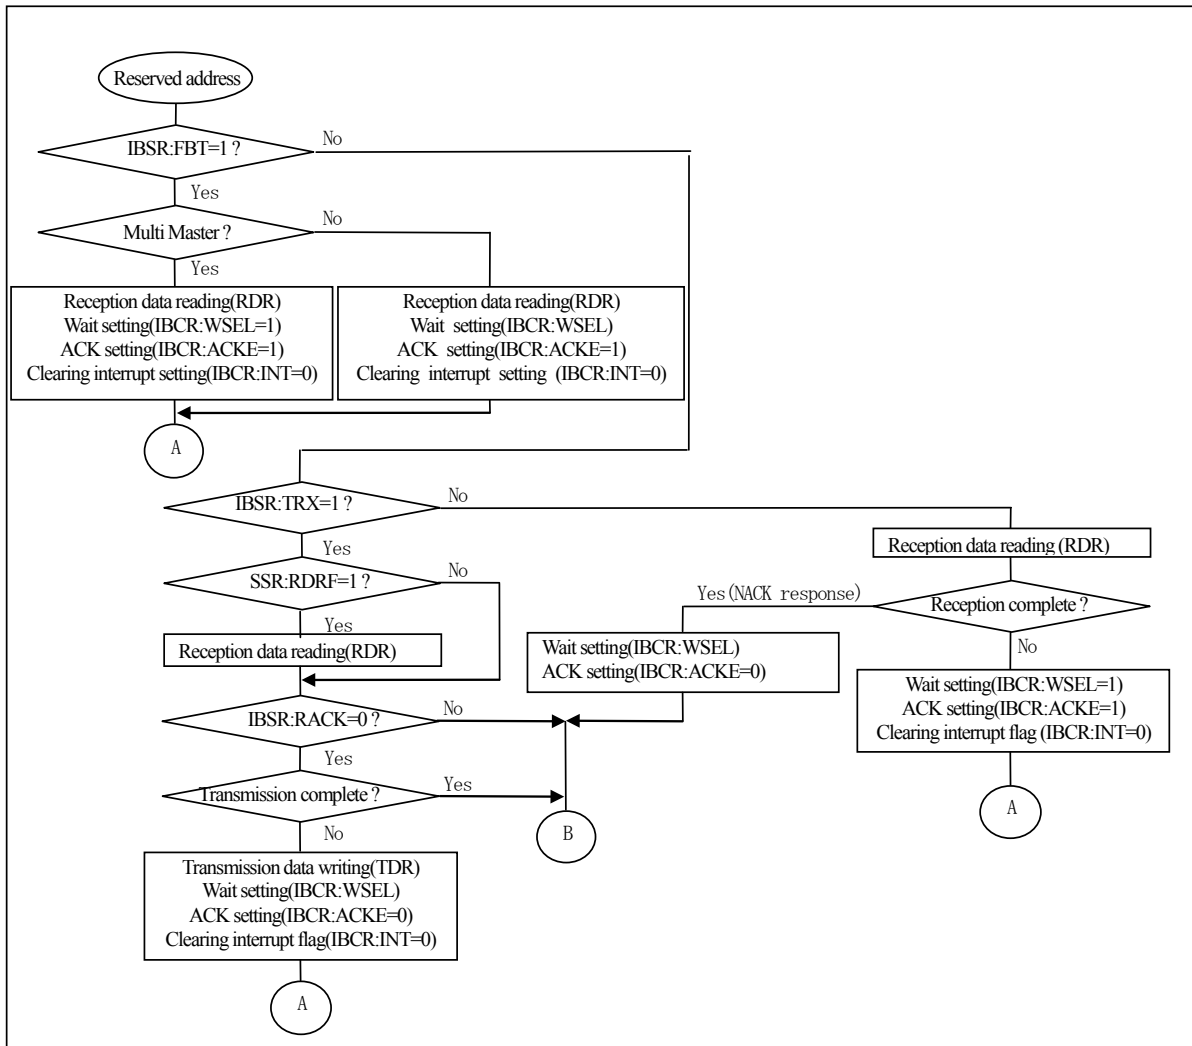 Reserved address
IBSR:FBT=1 ?
No
Yes
Multi Master ?
No
Yes
Reception data reading(RDR)
Wait setting(IBCR:WSEL=1)
ACK setting(IBCR:ACKE=1)
Clearing interrupt setting(IBCR:INT=0)
Reception data reading(RDR)
Wait setting(IBCR:WSEL)
ACK setting(IBCR:ACKE=1)
Clearing interrupt setting (IBCR:INT=0)
A
IBSR:TRX=1 ?
No
Yes
Reception data reading (RDR)
SSR:RDRF=1 ?
No
Yes
Reception data reading(RDR)
Yes(NACK response)
Reception complete ?
No
Wait setting(IBCR:WSEL)
ACK setting(IBCR:ACKE=0)
Wait setting(IBCR:WSEL=1)
ACK setting(IBCR:ACKE=1)
Clearing interrupt flag (IBCR:INT=0)
A
IBSR:RACK=0 ?
No
Yes
Transmission complete ?
Yes
No
B
Transmission data writing(TDR)
Wait setting(IBCR:WSEL)
ACK setting(IBCR:ACKE=0)
Clearing interrupt flag(IBCR:INT=0)
A